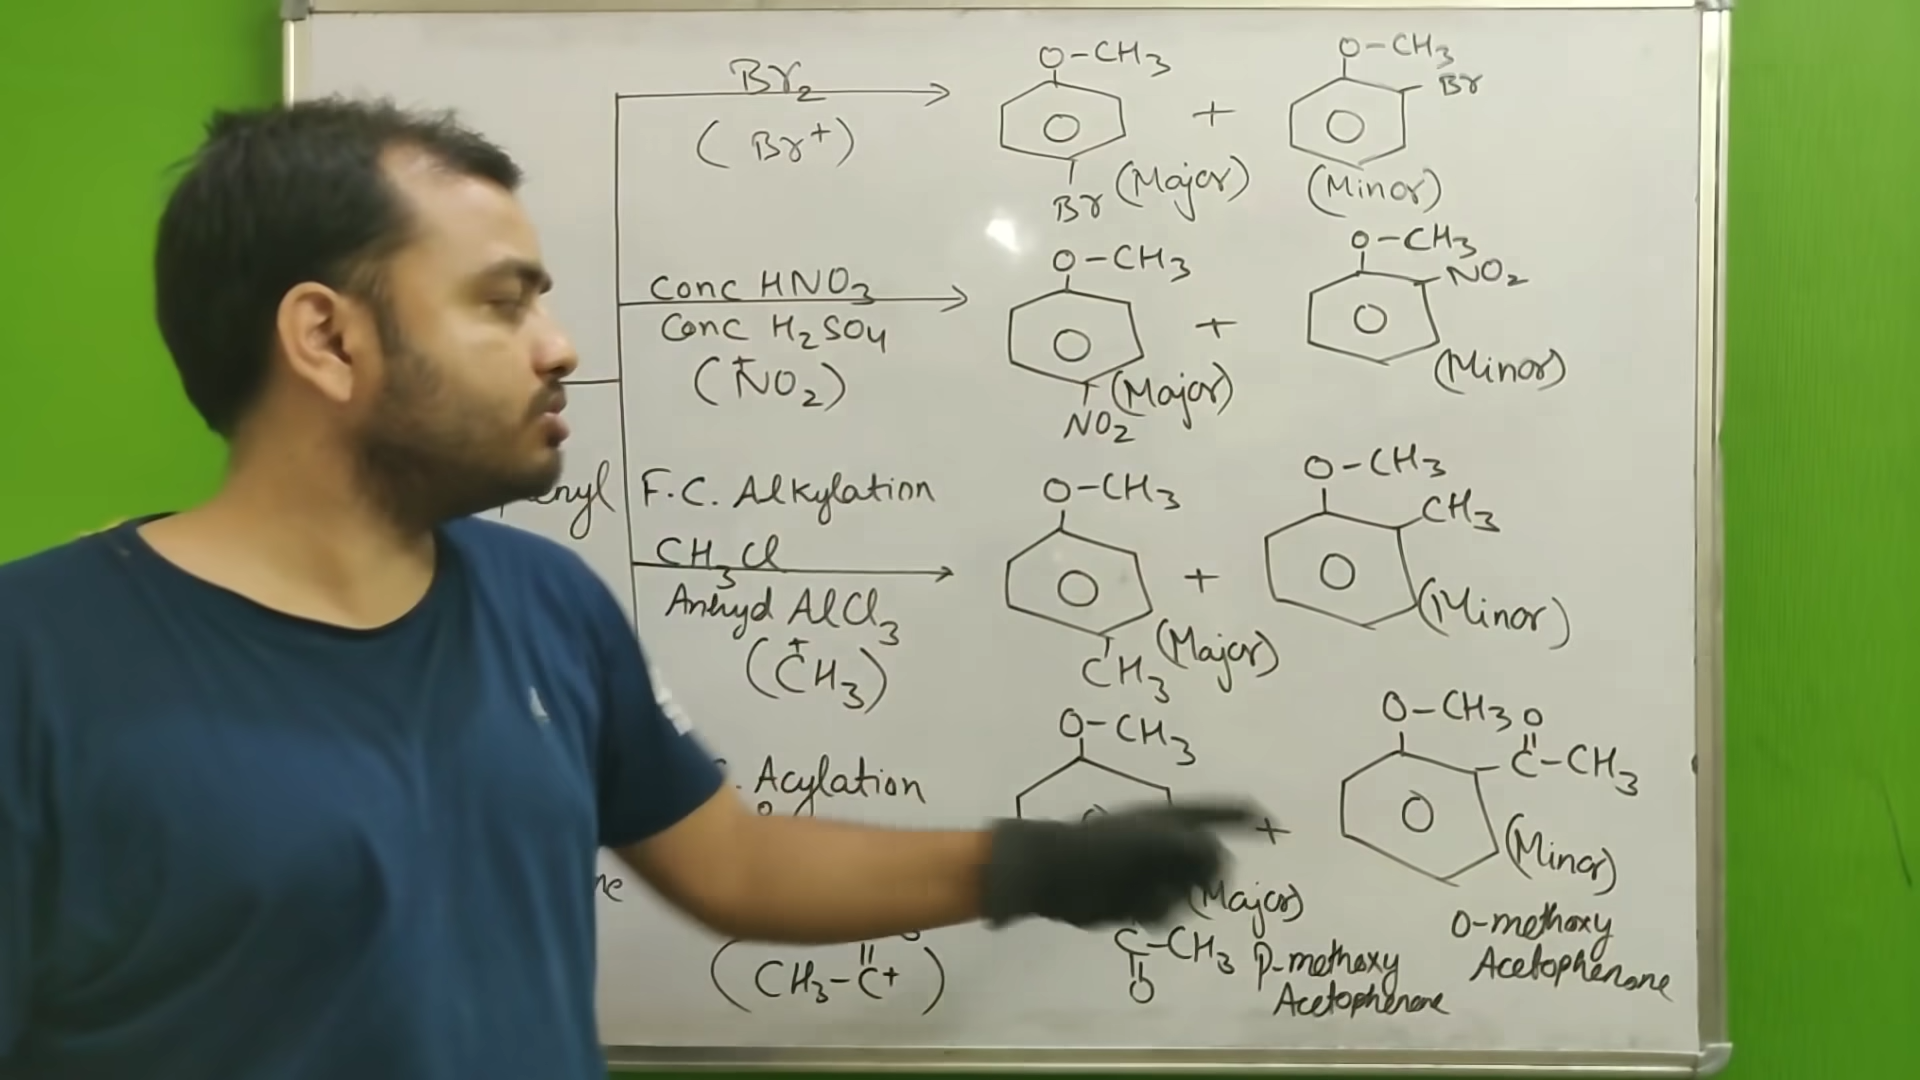 Br2
(Br+)
O-CH3
Br (Major)
+
O-CH3
Br
(Minor)
Conc HNO3
Conc H2SO4
(+NO2)
O-CH3
NO2
(Major)
+
O-CH3
NO2
(Minor)
F.C. Alkylation
CH3Cl
Anhyd AlCl3
(+CH3)
O-CH3
CH3
(Major)
+
O-CH3
CH3
(Minor)
Acylation
O
(CH3-C+)
O-CH3
(Major)
C-CH3
O
P-methoxy
Acetophenone
+
O-CH3
O
C-CH3
(Minor)
O-methoxy
Acetophenone